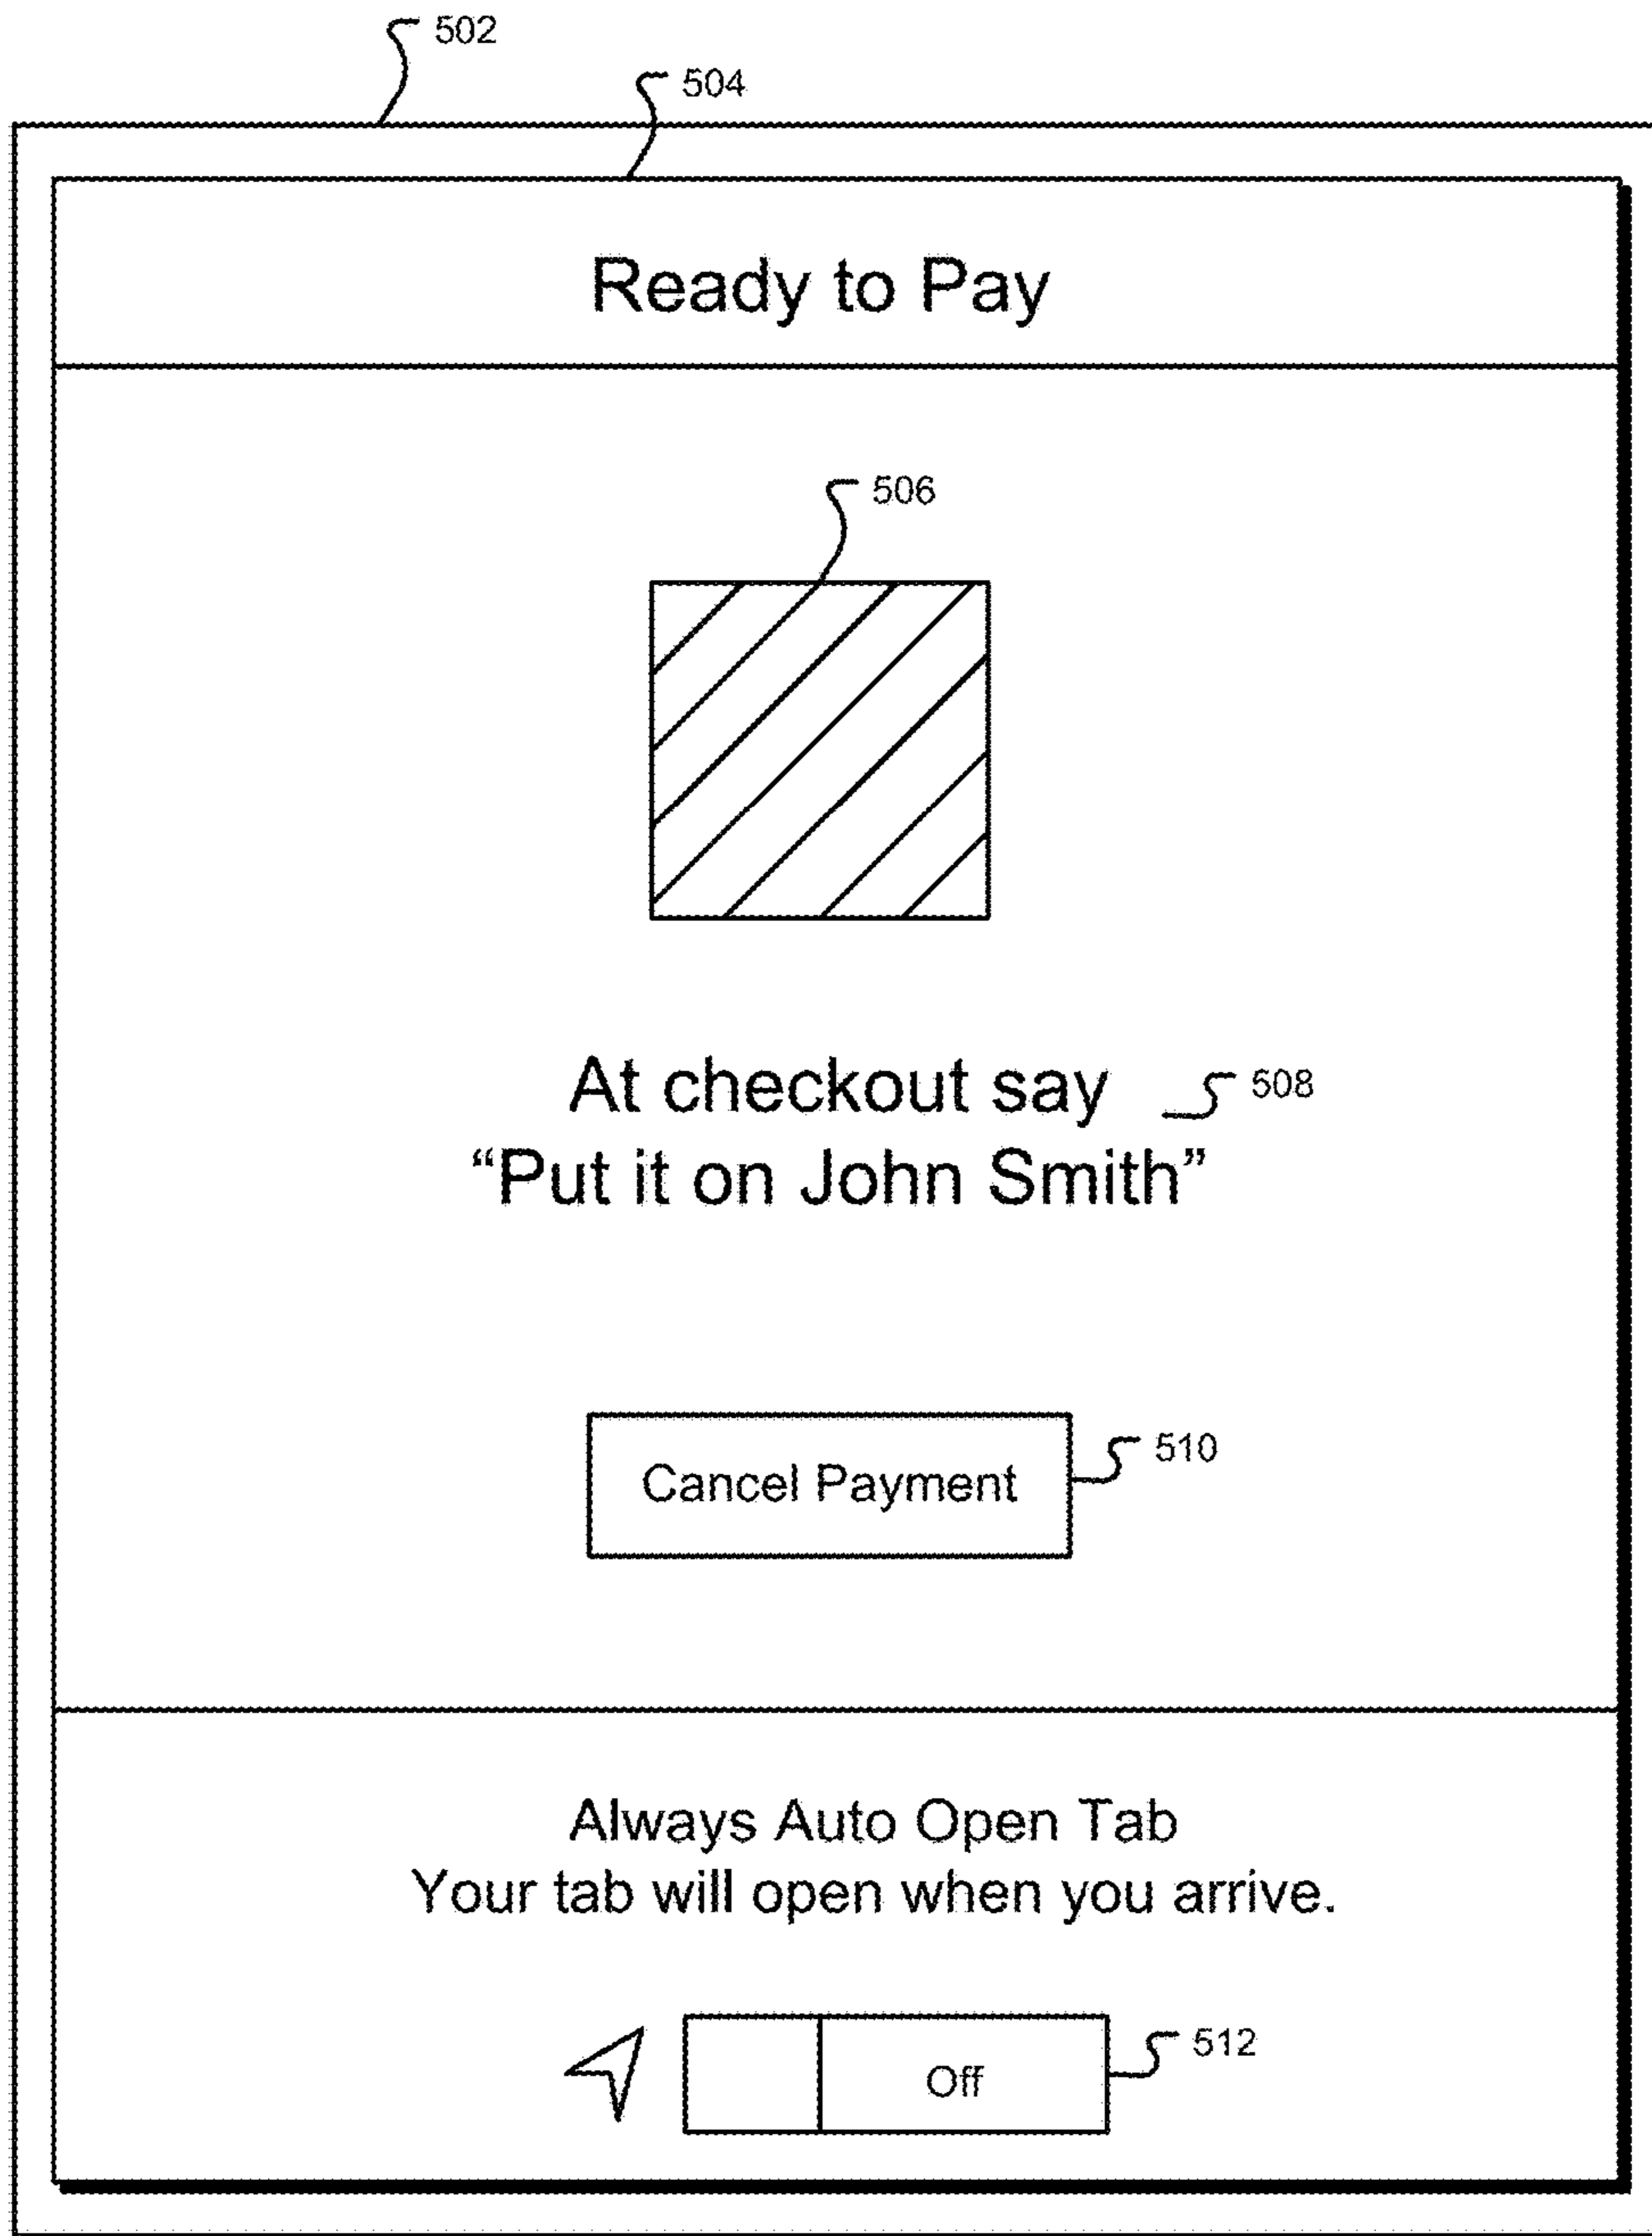 502
504
Ready to Pay
506
At checkout say
508
“Put it on John Smith”
510
Cancel Payment
Always Auto Open Tab
Your tab will open when you arrive.
512
Off